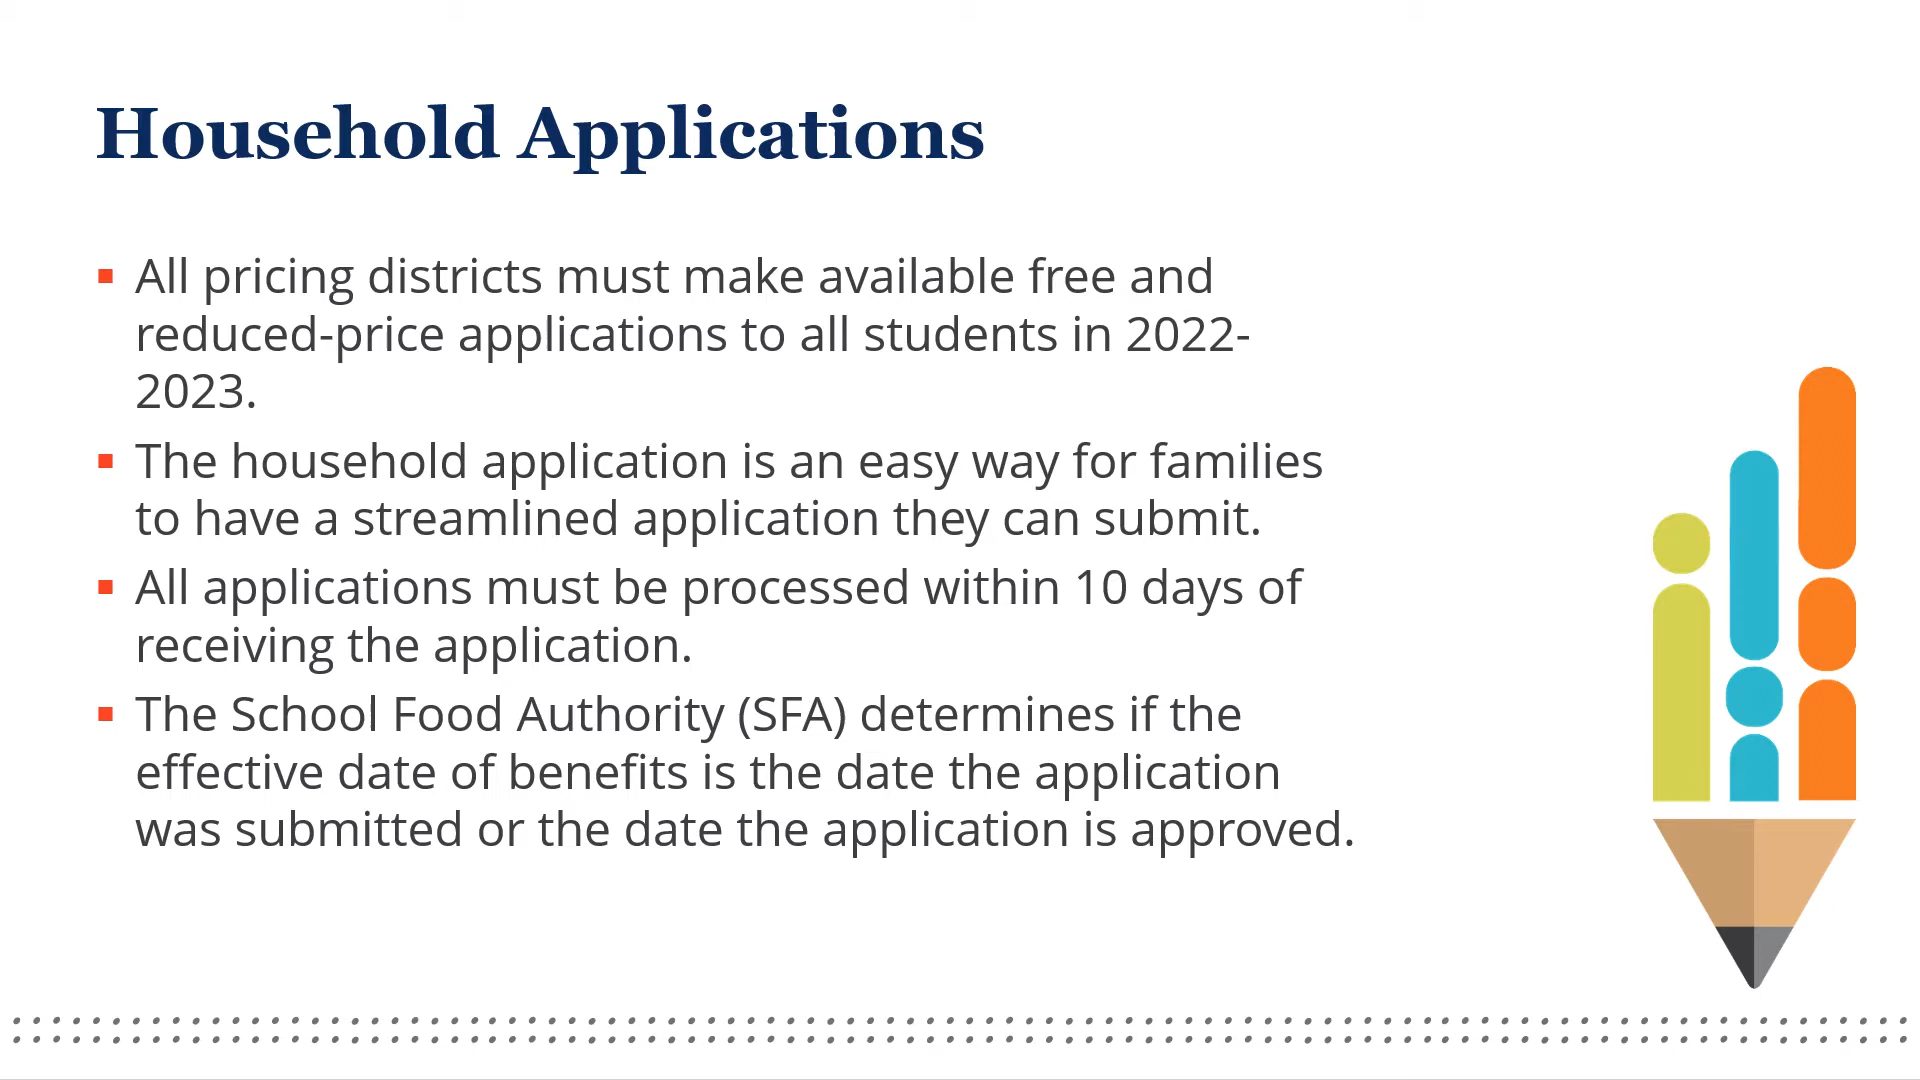 Household Applications
▪ All pricing districts must make available free and
reduced-price applications to all students in 2022-
2023.
▪ The household application is an easy way for families
to have a streamlined application they can submit.
▪ All applications must be processed within 10 days of
receiving the application.
▪ The School Food Authority (SFA) determines if the
effective date of benefits is the date the application
was submitted or the date the application is approved.